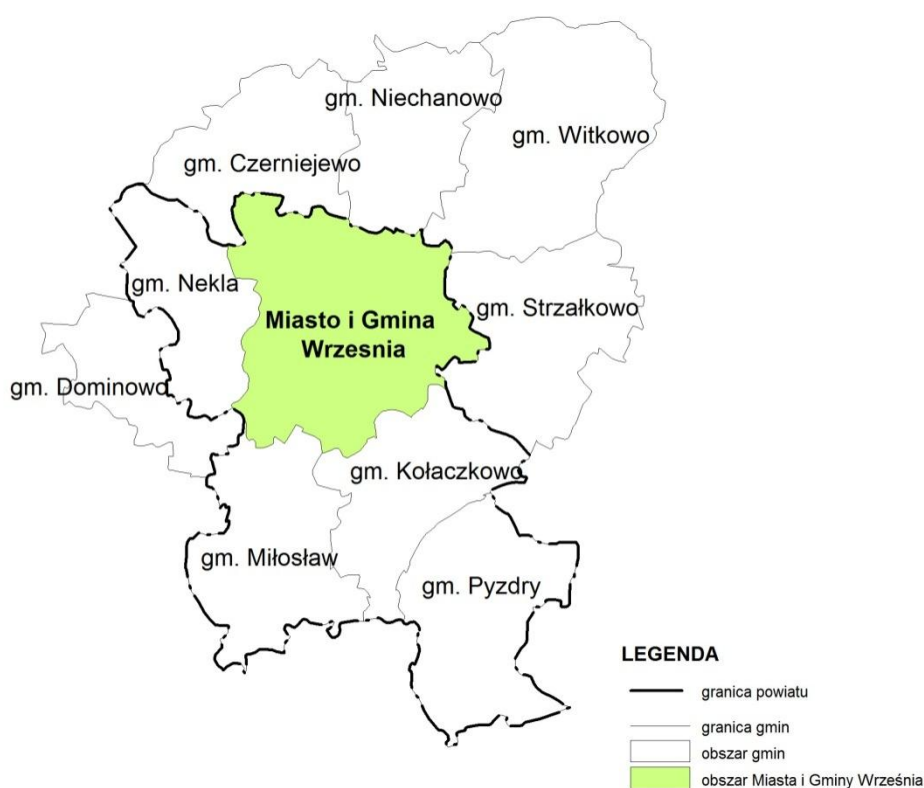 gm. Niechanowo
gm. Witkowo
gm. Czerniejewo
gm. Nekla
gm. Strzałkowo
Miasto i Gmina
Wrzesnia
gm. Dominowo
gm. Kołaczkowo
gm. Miłosław
gm. Pyzdry
LEGENDA
granica powiatu
granica gmin
obszar gmin
obszar Miasta i Gminy Września